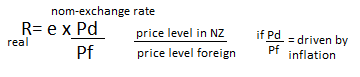 nom-exchange rate
R= e x Pd/Pf
real
price level in NZ
price level foreign
if Pd/Pf = driven by inflation